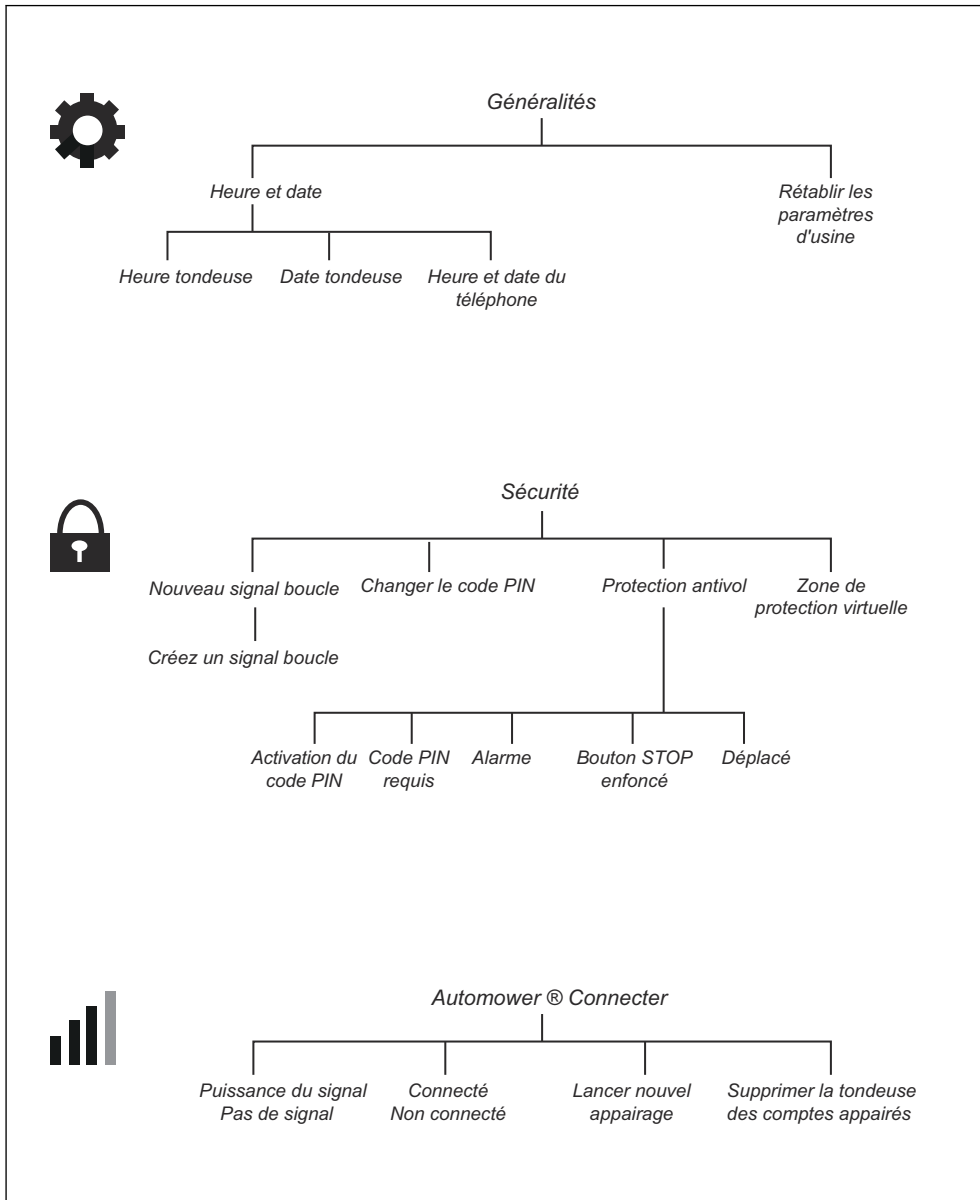 Généralités
Heure et date
Rétablir les
paramètres
d'usine
Heure tondeuse
Date tondeuse
Heure et date du
téléphone
Sécurité
Nouveau signal boucle
Changer le code PIN
Protection antivol
Zone de
protection virtuelle
Créez un signal boucle
Activation du
code PIN
Code PIN
requis
Alarme
Bouton STOP
enfoncé
Déplacé
Automower ® Connecter
Puissance du signal
Pas de signal
Connecté
Non connecté
Lancer nouvel
appairage
Supprimer la tondeuse
des comptes appairés